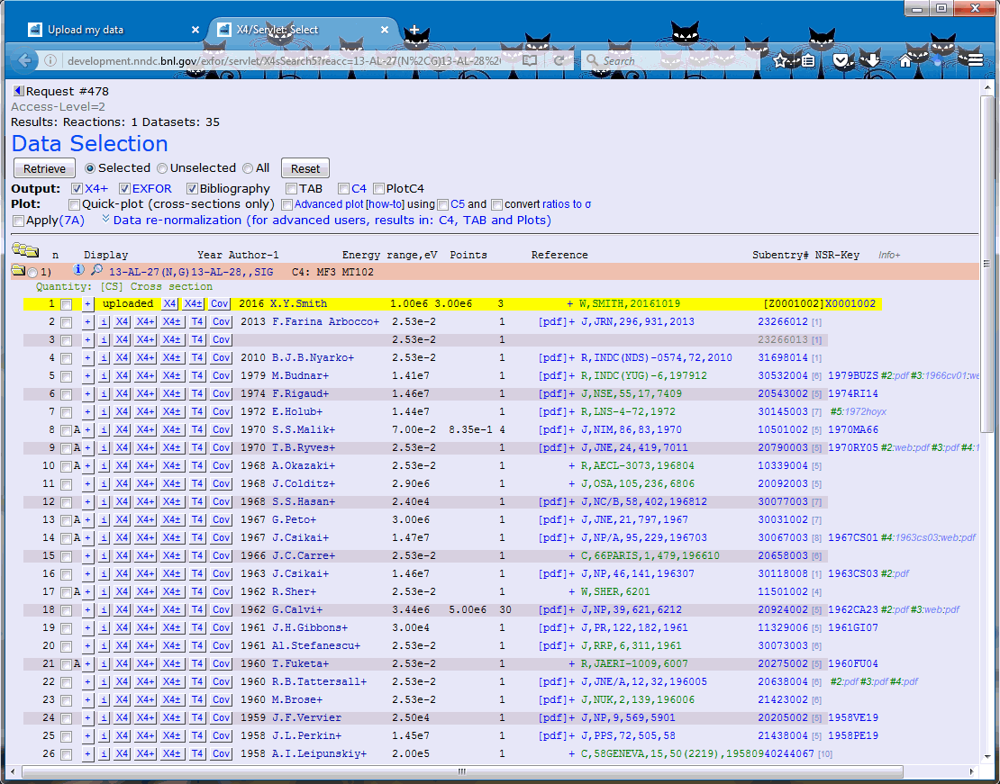 Upload my data × X4/Servlet: Select × +
development.nndc.bnl.gov/exfor/servlet/X4sSearch5?reacc=13-AL-27(N%2CG)13-AL-28%2 Search
Request #478
Access-Level=2
Results: Reactions: 1 Datasets: 35
Data Selection
Retrieve Selected Unselected All Reset
Output: X4+ EXFOR Bibliography TAB C4 PlotC4
Plot: Quick-plot (cross-sections only) Advanced plot [how-to] using C5 and convert ratios to σ
Apply(7A) Data re-normalization (for advanced users, results in: C4, TAB and Plots)
n Display Year Author-1 Energy range,eV Points Reference Subentry# NSR-Key Info+
1) i 13-AL-27(N,G)13-AL-28,,SIG C4: MF3 MT102
Quantity: [CS] Cross section
1 + uploaded X4 X4± Cov 2016 X.Y.Smith 1.00e6 3.00e6 3 + W,SMITH,20161019 [Z0001002]X0001002
2 + i X4 X4+ X4± T4 Cov 2013 F.Farina Arbocco+ 2.53e-2 1 [pdf]+ J,JRN,296,931,2013 23266012 [1]
3 + i X4 X4+ X4± T4 Cov 2.53e-2 1 23266013 [1]
4 + i X4 X4+ X4± T4 Cov 2010 B.J.B.Nyarko+ 2.53e-2 1 [pdf]+ R,INDC(NDS)-0574,72,2010 31698014 [1]
5 + i X4 X4+ X4± T4 Cov 1979 M.Budnar+ 1.41e7 1 [pdf]+ R,INDC(YUG)-6,197912 30532004 [6] 1979BUZS #2:pdf #3:1966cv01:we
6 + i X4 X4+ X4± T4 Cov 1974 F.Rigaud+ 1.46e7 1 [pdf]+ J,NSE,55,17,7409 20543002 [5] 1974RI14
7 + i X4 X4+ X4± T4 Cov 1972 E.Holub+ 1.44e7 1 [pdf]+ R,LNS-4-72,1972 30145003 [7] #5:1972hoyx
8 A + i X4 X4+ X4± T4 Cov 1970 S.S.Malik+ 7.00e-2 8.35e-1 4 [pdf]+ J,NIM,86,83,1970 10501002 [5] 1970MA66
9 A + i X4 X4+ X4± T4 Cov 1970 T.B.Ryves+ 2.53e-2 1 [pdf]+ J,JNE,24,419,7011 20790003 [5] 1970RY05 #2:web:pdf #3:pdf #4:1
10 A + i X4 X4+ X4± T4 Cov 1968 A.Okazaki+ 2.53e-2 1 + R,AECL-3073,196804 10339004 [5]
11 + i X4 X4+ X4± T4 Cov 1968 J.Colditz+ 2.90e6 1 + J,OSA,105,236,6806 20092003 [5]
12 + i X4 X4+ X4± T4 Cov 1968 S.S.Hasan+ 2.40e4 1 [pdf]+ J,NC/B,58,402,196812 30077003 [7]
13 A + i X4 X4+ X4± T4 Cov 1967 G.Peto+ 3.00e6 1 [pdf]+ J,JNE,21,797,1967 30031002 [7]
14 A + i X4 X4+ X4± T4 Cov 1967 J.Csikai+ 1.47e7 1 [pdf]+ J,NP/A,95,229,196703 30067003 [8] 1967CS01 #4:1963cs03:web:pdf
15 + i X4 X4+ X4± T4 Cov 1966 J.C.Carre+ 2.53e-2 1 + C,66PARIS,1,479,196610 20658003 [6]
16 + i X4 X4+ X4± T4 Cov 1963 J.Csikai+ 1.46e7 1 [pdf]+ J,NP,46,141,196307 30118008 [1] 1963CS03 #2:pdf
17 A + i X4 X4+ X4± T4 Cov 1962 R.Sher+ 2.53e-2 1 + W,SHER,6201 11501002 [4]
18 + i X4 X4+ X4± T4 Cov 1962 G.Calvi+ 3.44e6 5.00e6 30 [pdf]+ J,NP,39,621,6212 20924002 [5] 1962CA23 #2:pdf #3:web:pdf
19 + i X4 X4+ X4± T4 Cov 1961 J.H.Gibbons+ 3.00e4 1 [pdf]+ J,PR,122,182,1961 11329006 [5] 1961GI07
20 + i X4 X4+ X4± T4 Cov 1961 Al.Stefanescu+ 2.53e-2 1 [pdf]+ J,RRP,6,311,1961 30073003 [6]
21 A + i X4 X4+ X4± T4 Cov 1960 T.Fuketa+ 2.53e-2 1 + R,JAERI-1009,6007 20275002 [5] 1960FU04
22 + i X4 X4+ X4± T4 Cov 1960 R.B.Tattersall+ 2.53e-2 1 [pdf]+ J,JNE/A,12,32,196005 20638004 [6] #2:pdf #3:pdf #4:pdf
23 + i X4 X4+ X4± T4 Cov 1960 M.Brose+ 2.53e-2 1 + J,NUK,2,139,196006 21423002 [6]
24 + i X4 X4+ X4± T4 Cov 1959 J.F.Vervier 2.50e4 1 [pdf]+ J,NP,9,569,5901 20205002 [5] 1958VE19
25 + i X4 X4+ X4± T4 Cov 1958 J.L.Perkin+ 1.45e7 1 [pdf]+ J,PPS,72,505,58 21438004 [5] 1958PE19
26 + i X4 X4+ X4± T4 Cov 1958 A.I.Leipunskiy+ 2.00e5 1 + C,58GENEVA,15,50(2219),19580940244067 [10]